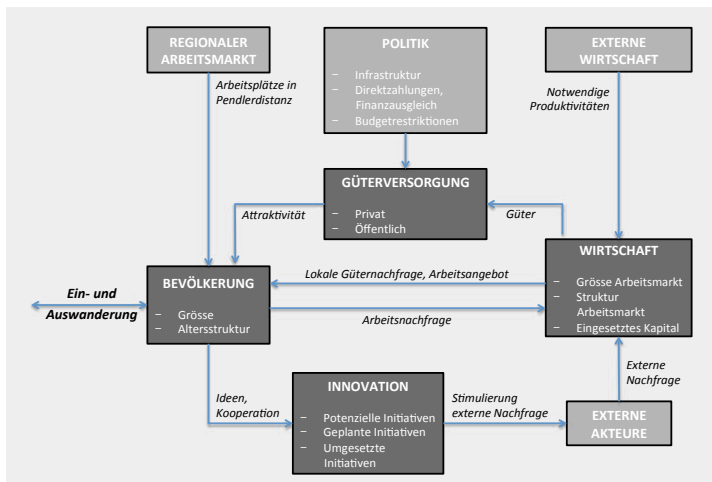 REGIONALER
ARBEITSMARKT
POLITIK
– Infrastruktur
– Direktzahlungen,
Finanzausgleich
– Budgetrestriktionen
EXTERNE
WIRTSCHAFT
Arbeitsplätze in
Pendlerdistanz
Notwendige
Produktivitäten
GÜTERVERSORGUNG
– Privat
– Öffentlich
Attraktivität
Güter
WIRTSCHAFT
– Grösse Arbeitsmarkt
– Struktur
Arbeitsmarkt
– Eingesetztes Kapital
BEVÖLKERUNG
– Grösse
– Altersstruktur
Lokale Güternachfrage, Arbeitsangebot
Ein- und
Auswanderung
Arbeitsnachfrage
Externe
Nachfrage
INNOVATION
– Potenzielle Initiativen
– Geplante Initiativen
– Umgesetzte
Initiativen
Ideen,
Kooperation
Stimulierung
externe Nachfrage
EXTERNE
AKTEURE